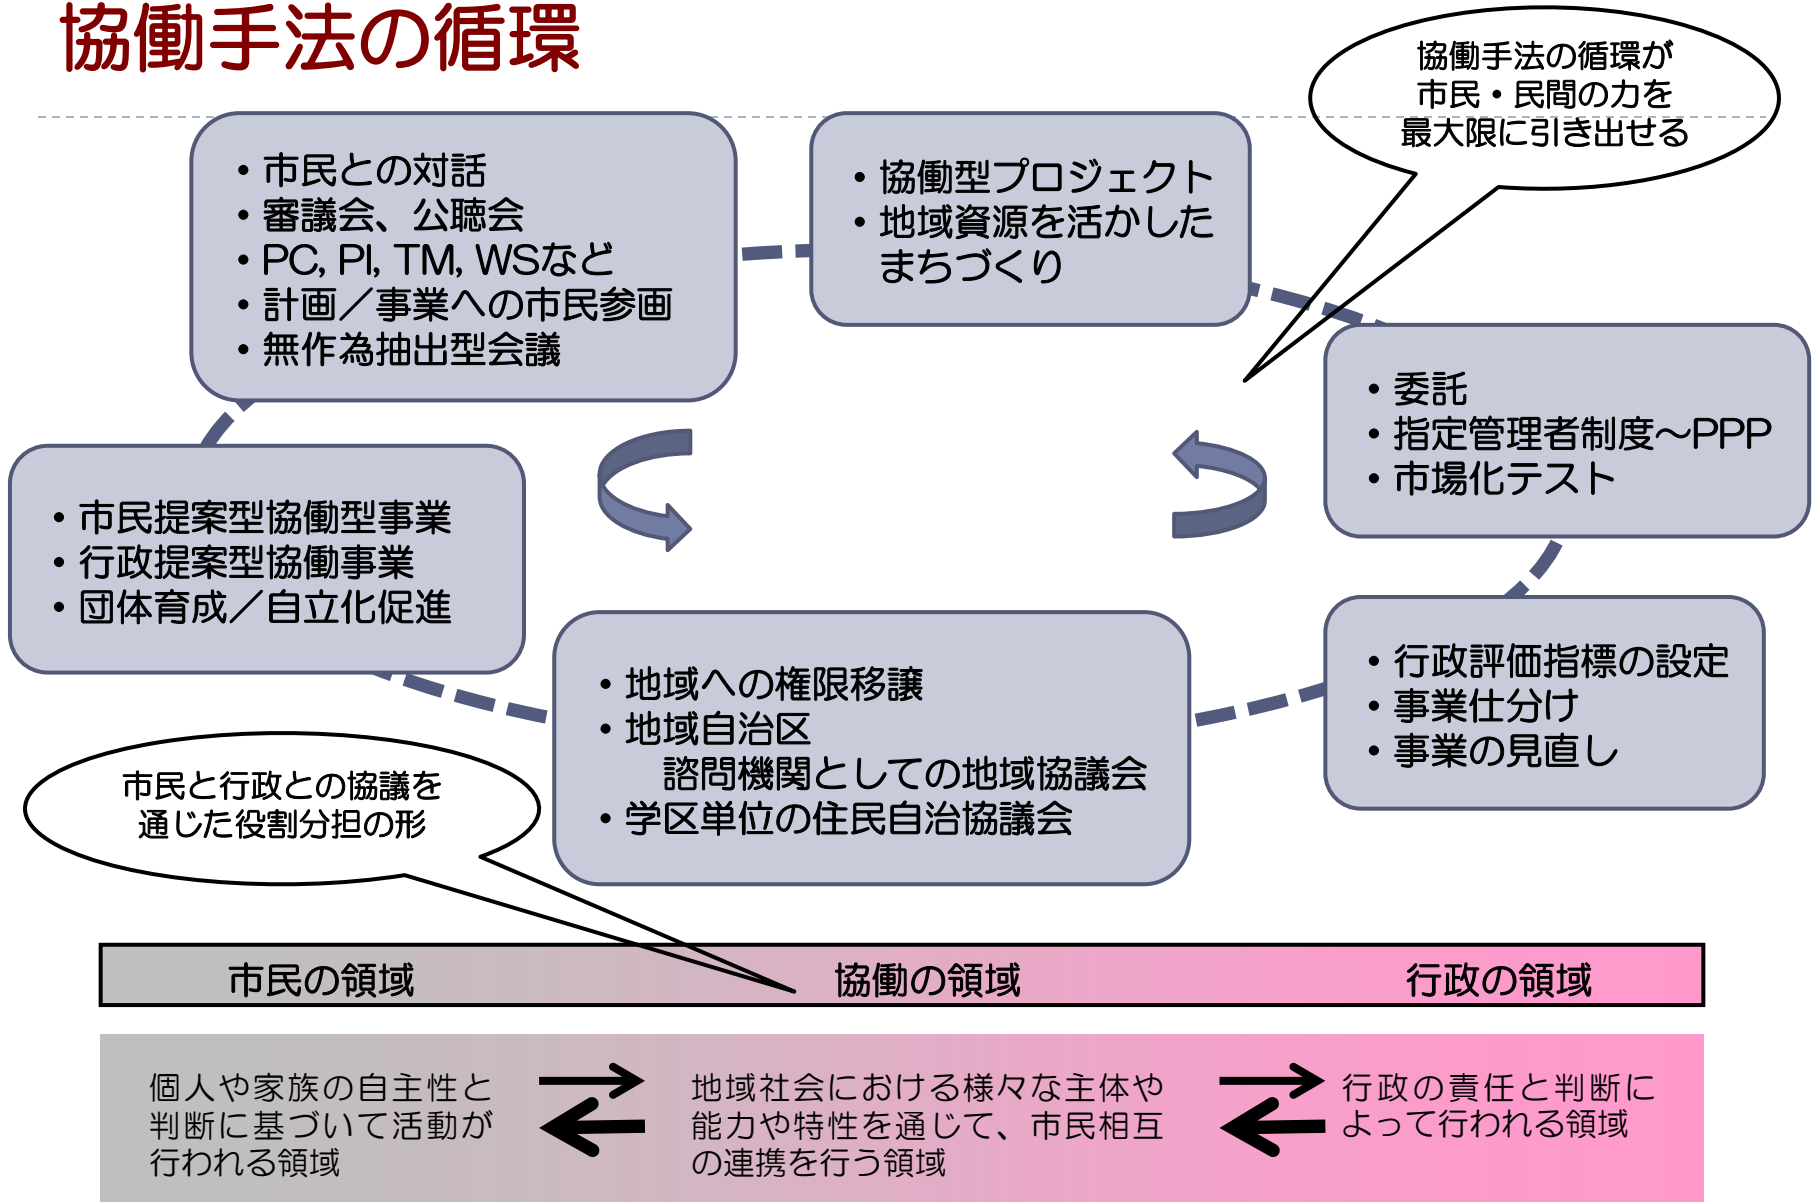 協働手法の循環
協働手法の循環が
市民・民間の力を
最大限に引き出せる
・市民との対話
・審議会、公聴会
・PC, PI, TM, WSなど
・計画／事業への市民参画
・無作為抽出型会議
・協働型プロジェクト
・地域資源を活かした
まちづくり
・委託
・指定管理者制度～PPP
・市場化テスト
・市民提案型協働型事業
・行政提案型協働事業
・団体育成／自立化促進
・地域への権限移譲
・地域自治区
諮問機関としての地域協議会
・学区単位の住民自治協議会
・行政評価指標の設定
・事業仕分け
・事業の見直し
市民と行政との協議を
通じた役割分担の形
市民の領域
協働の領域
行政の領域
個人や家族の自主性と
判断に基づいて活動が
行われる領域
地域社会における様々な主体や
能力や特性を通じて、市民相互
の連携を行う領域
行政の責任と判断に
よって行われる領域